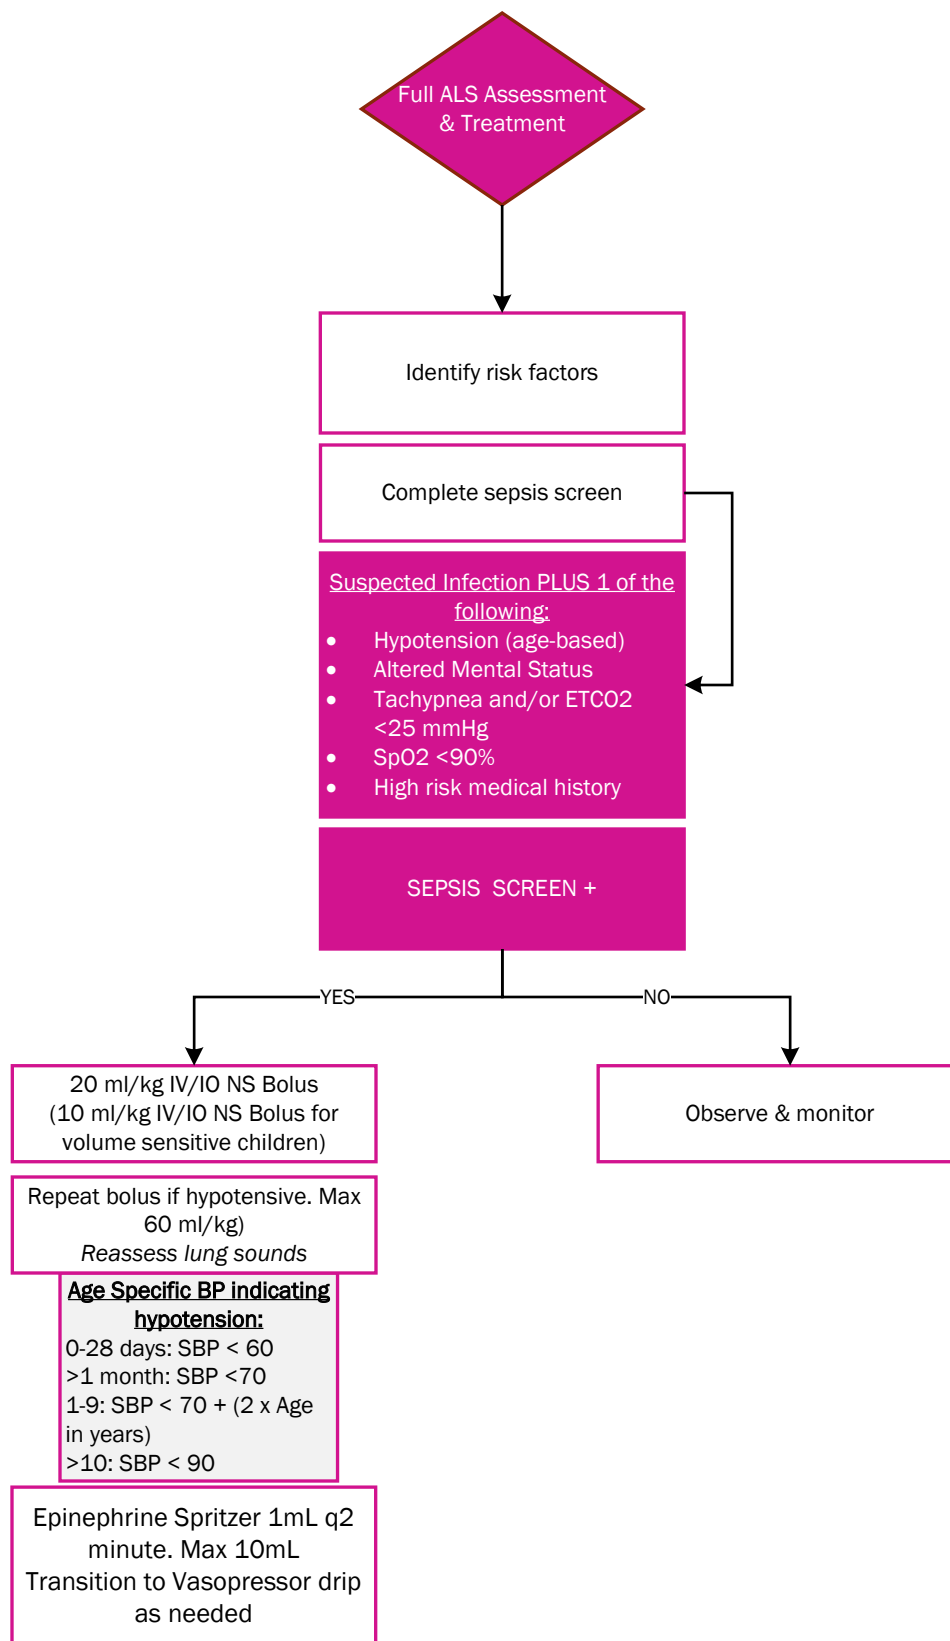 Full ALS Assessment
& Treatment
Identify risk factors
Complete sepsis screen
Suspected Infection PLUS 1 of the
following:
• Hypotension (age-based)
• Altered Mental Status
• Tachypnea and/or ETCO2
<25 mmHg
• SpO2 <90%
• High risk medical history
SEPSIS SCREEN +
YES
NO
20 ml/kg IV/IO NS Bolus
(10 ml/kg IV/IO NS Bolus for
volume sensitive children)
Observe & monitor
Repeat bolus if hypotensive. Max
60 ml/kg)
Reassess lung sounds
Age Specific BP indicating
hypotension:
0-28 days: SBP < 60
>1 month: SBP <70
1-9: SBP < 70 + (2 x Age
in years)
>10: SBP < 90
Epinephrine Spritzer 1mL q2
minute. Max 10mL
Transition to Vasopressor drip
as needed